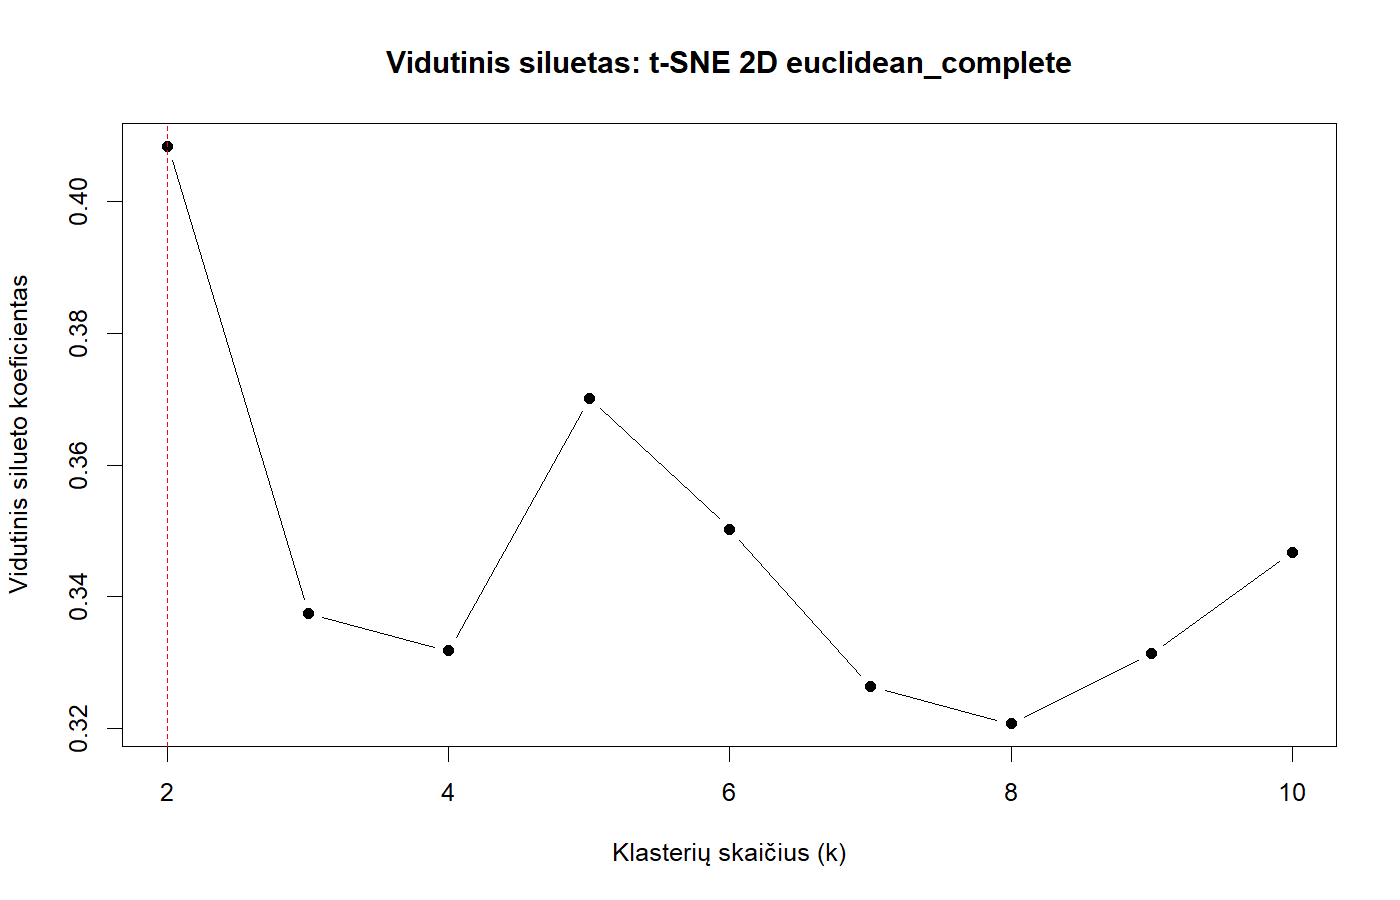 Vidutinis siluetas: t-SNE 2D euclidean_complete
Vidutinis silueto koeficientas
0.40
0.38
0.36
0.34
0.32
2 4 6 8 10
Klasterių skaičius (k)